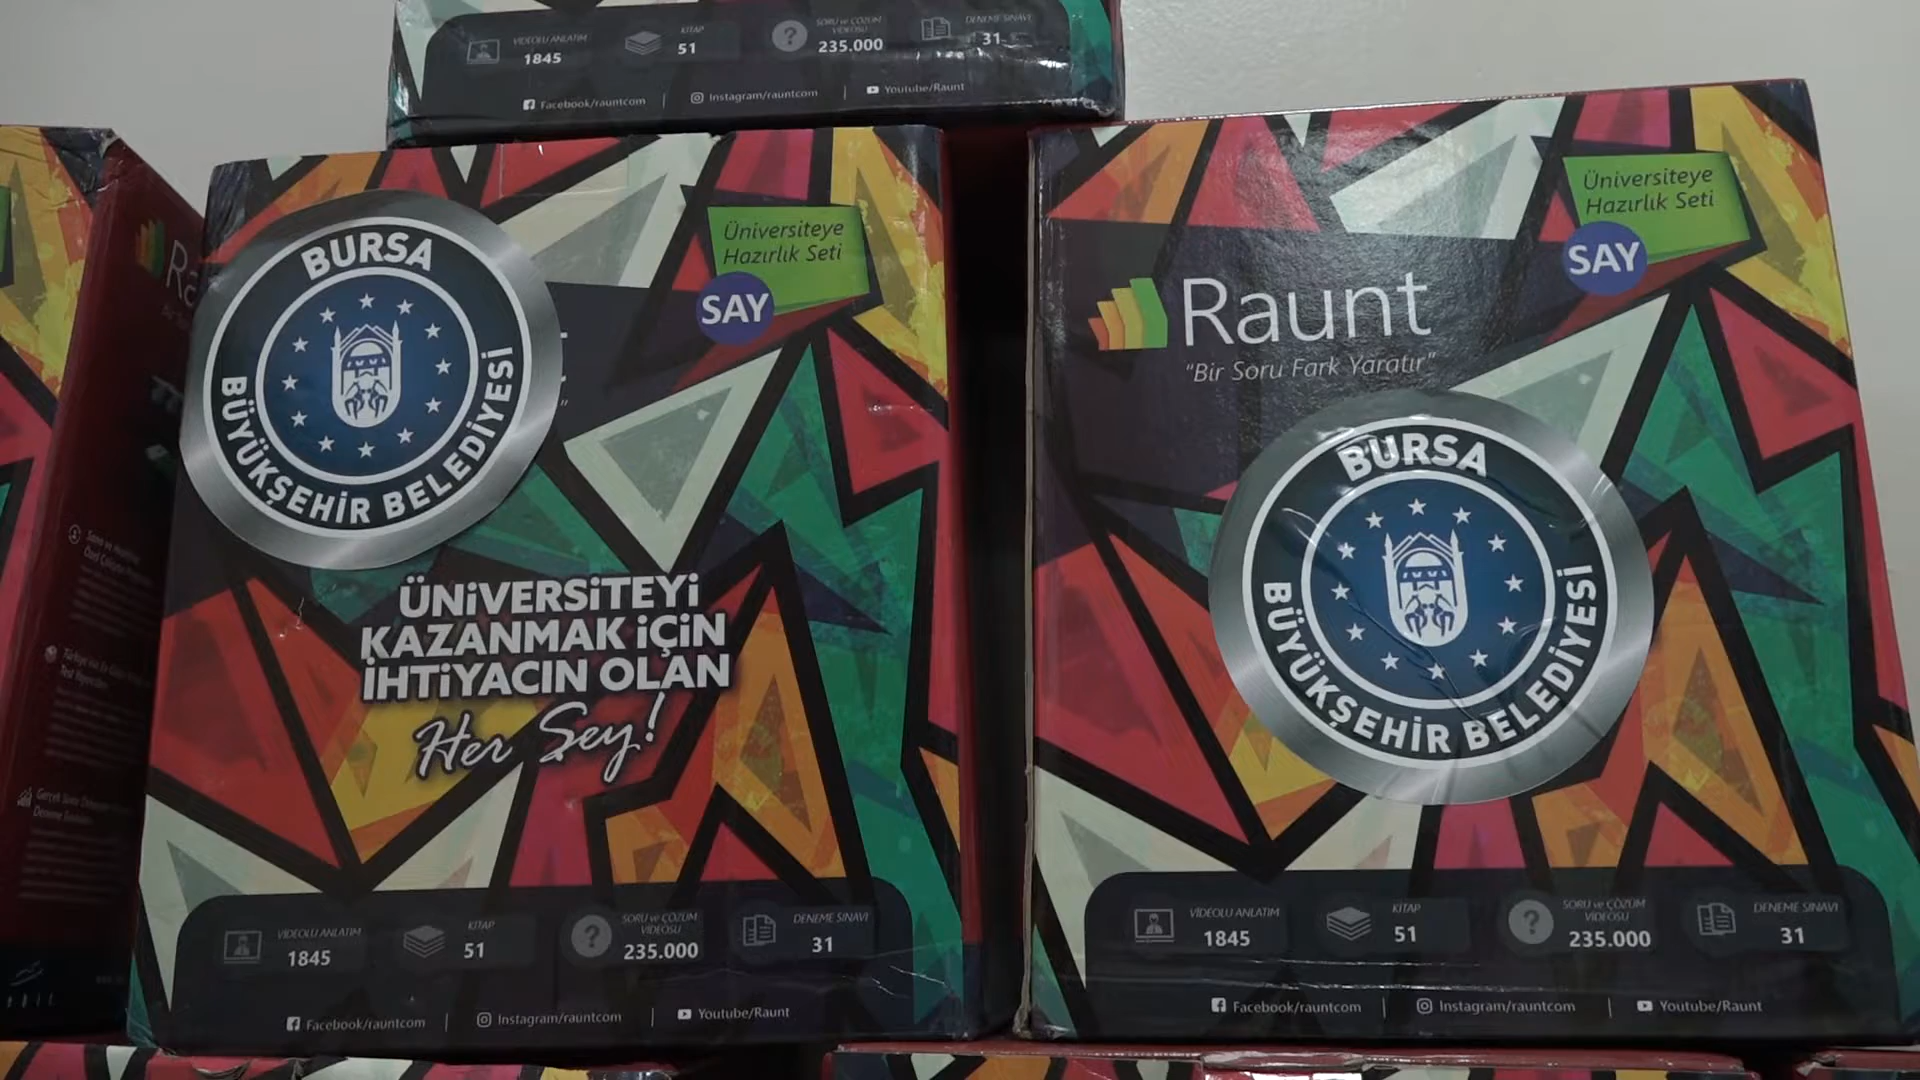 VİDEOLU ANLATIM
1845
KİTAP
51
SORU ve ÇÖZÜM
VİDEOSU
235.000
DENEME SINAVI
31
Facebook/rauntcom
Instagram/rauntcom
Youtube/Raunt
BURSA
BÜYÜKŞEHİR BELEDİYESİ
Üniversiteye
Hazırlık Seti
SAY
ÜNİVERSİTEYİ
KAZANMAK İÇİN
İHTİYACIN OLAN
Her Şey!
VİDEOLU ANLATIM
1845
KİTAP
51
SORU ve ÇÖZÜM
VİDEOSU
235.000
DENEME SINAVI
31
Facebook/rauntcom
Instagram/rauntcom
Youtube/Raunt
Üniversiteye
Hazırlık Seti
SAY
Raunt
"Bir Soru Fark Yaratır"
BURSA
BÜYÜKŞEHİR BELEDİYESİ
VİDEOLU ANLATIM
1845
KİTAP
51
SORU ve ÇÖZÜM
VİDEOSU
235.000
DENEME SINAVI
31
Facebook/rauntcom
Instagram/rauntcom
Youtube/Raunt